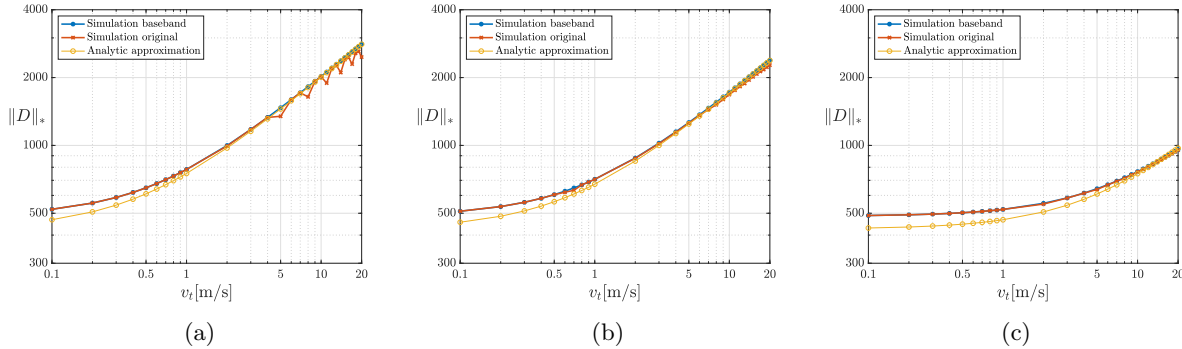 Simulation baseband
Simulation original
Analytic approximation
4000
2000
1000
500
300
‖D‖*
0.1 0.5 1 5 10 20
v_t[m/s]
(a)
Simulation baseband
Simulation original
Analytic approximation
4000
2000
1000
500
300
‖D‖*
0.1 0.5 1 5 10 20
v_t[m/s]
(b)
Simulation baseband
Simulation original
Analytic approximation
4000
2000
1000
500
300
‖D‖*
0.1 0.5 1 5 10 20
v_t[m/s]
(c)